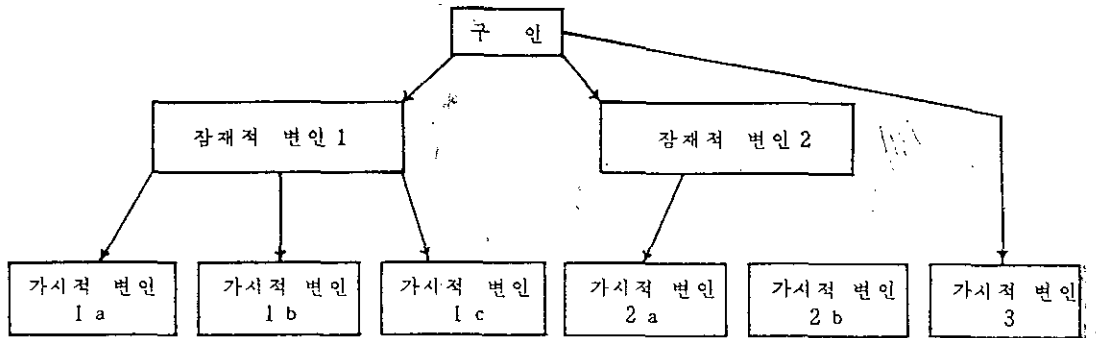 구 인
잠재적 변인 1
잠재적 변인 2
가시적 변인
1 a
가시적 변인
1 b
가시적 변인
1 c
가시적 변인
2 a
가시적 변인
2 b
가시적 변인
3